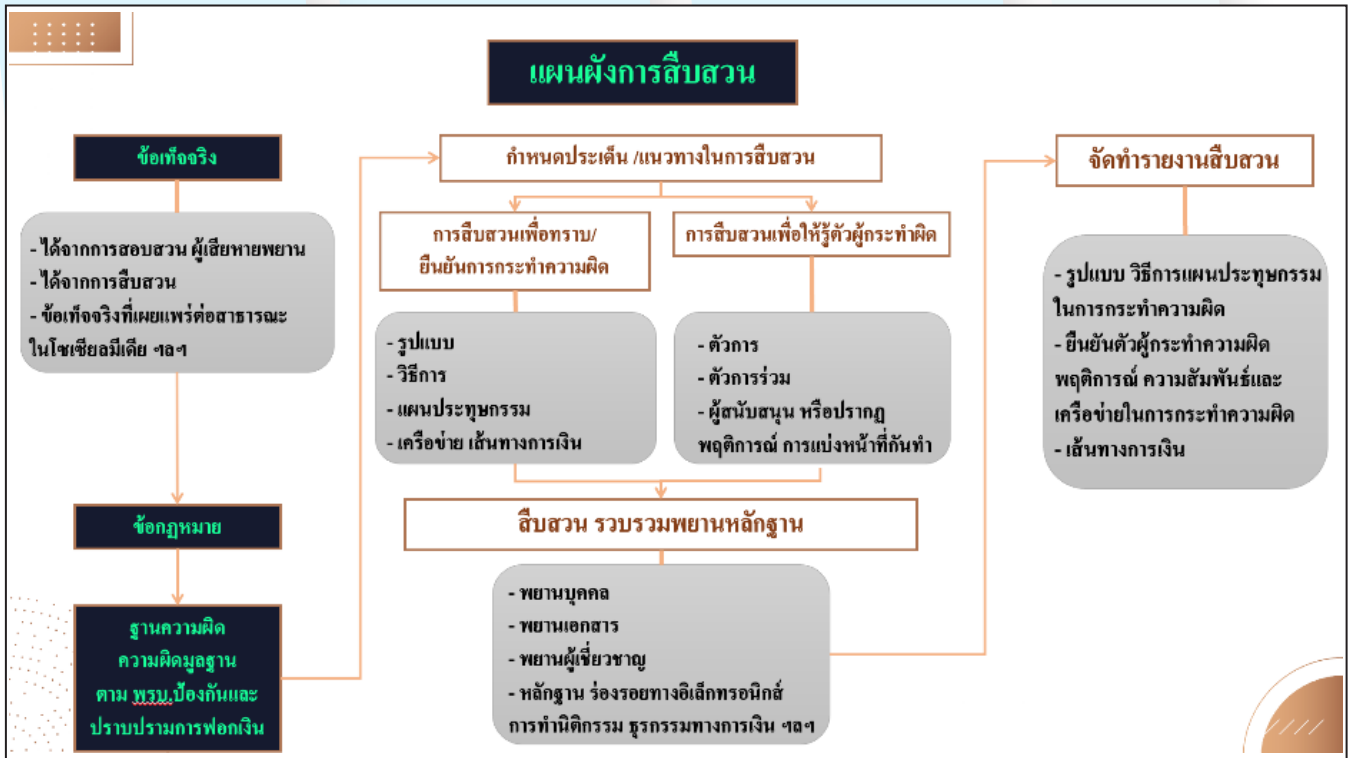 แผนผังการสืบสวน
ข้อเท็จจริง
- ได้จากการสอบสวน ผู้เสียหายพยาน
- ได้จากการสืบสวน
- ข้อเท็จจริงที่เผยแพร่ต่อสาธารณะ
ในโซเซียลมีเดีย ฯลฯ
ข้อกฎหมาย
ฐานความผิด
ความผิดมูลฐาน
ตาม พรบ.ป้องกันและ
ปราบปรามการฟอกเงิน
กำหนดประเด็น /แนวทางในการสืบสวน
การสืบสวนเพื่อทราบ/
ยืนยันการกระทำความผิด
- รูปแบบ
- วิธีการ
- แผนประทุษกรรม
- เครือข่าย เส้นทางการเงิน
การสืบสวนเพื่อให้รู้ตัวผู้กระทำผิด
- ตัวการ
- ตัวการร่วม
- ผู้สนับสนุน หรือปรากฏ
พฤติการณ์ การแบ่งหน้าที่กันทำ
สืบสวน รวบรวมพยานหลักฐาน
- พยานบุคคล
- พยานเอกสาร
- พยานผู้เชี่ยวชาญ
- หลักฐาน ร่องรอยทางอิเล็กทรอนิกส์
การทำนิติกรรม ธุรกรรมทางการเงิน ฯลฯ
จัดทำรายงานสืบสวน
- รูปแบบ วิธีการแผนประทุษกรรม
ในการกระทำความผิด
- ยืนยันตัวผู้กระทำความผิด
พฤติการณ์ ความสัมพันธ์และ
เครือข่ายในการกระทำความผิด
- เส้นทางการเงิน